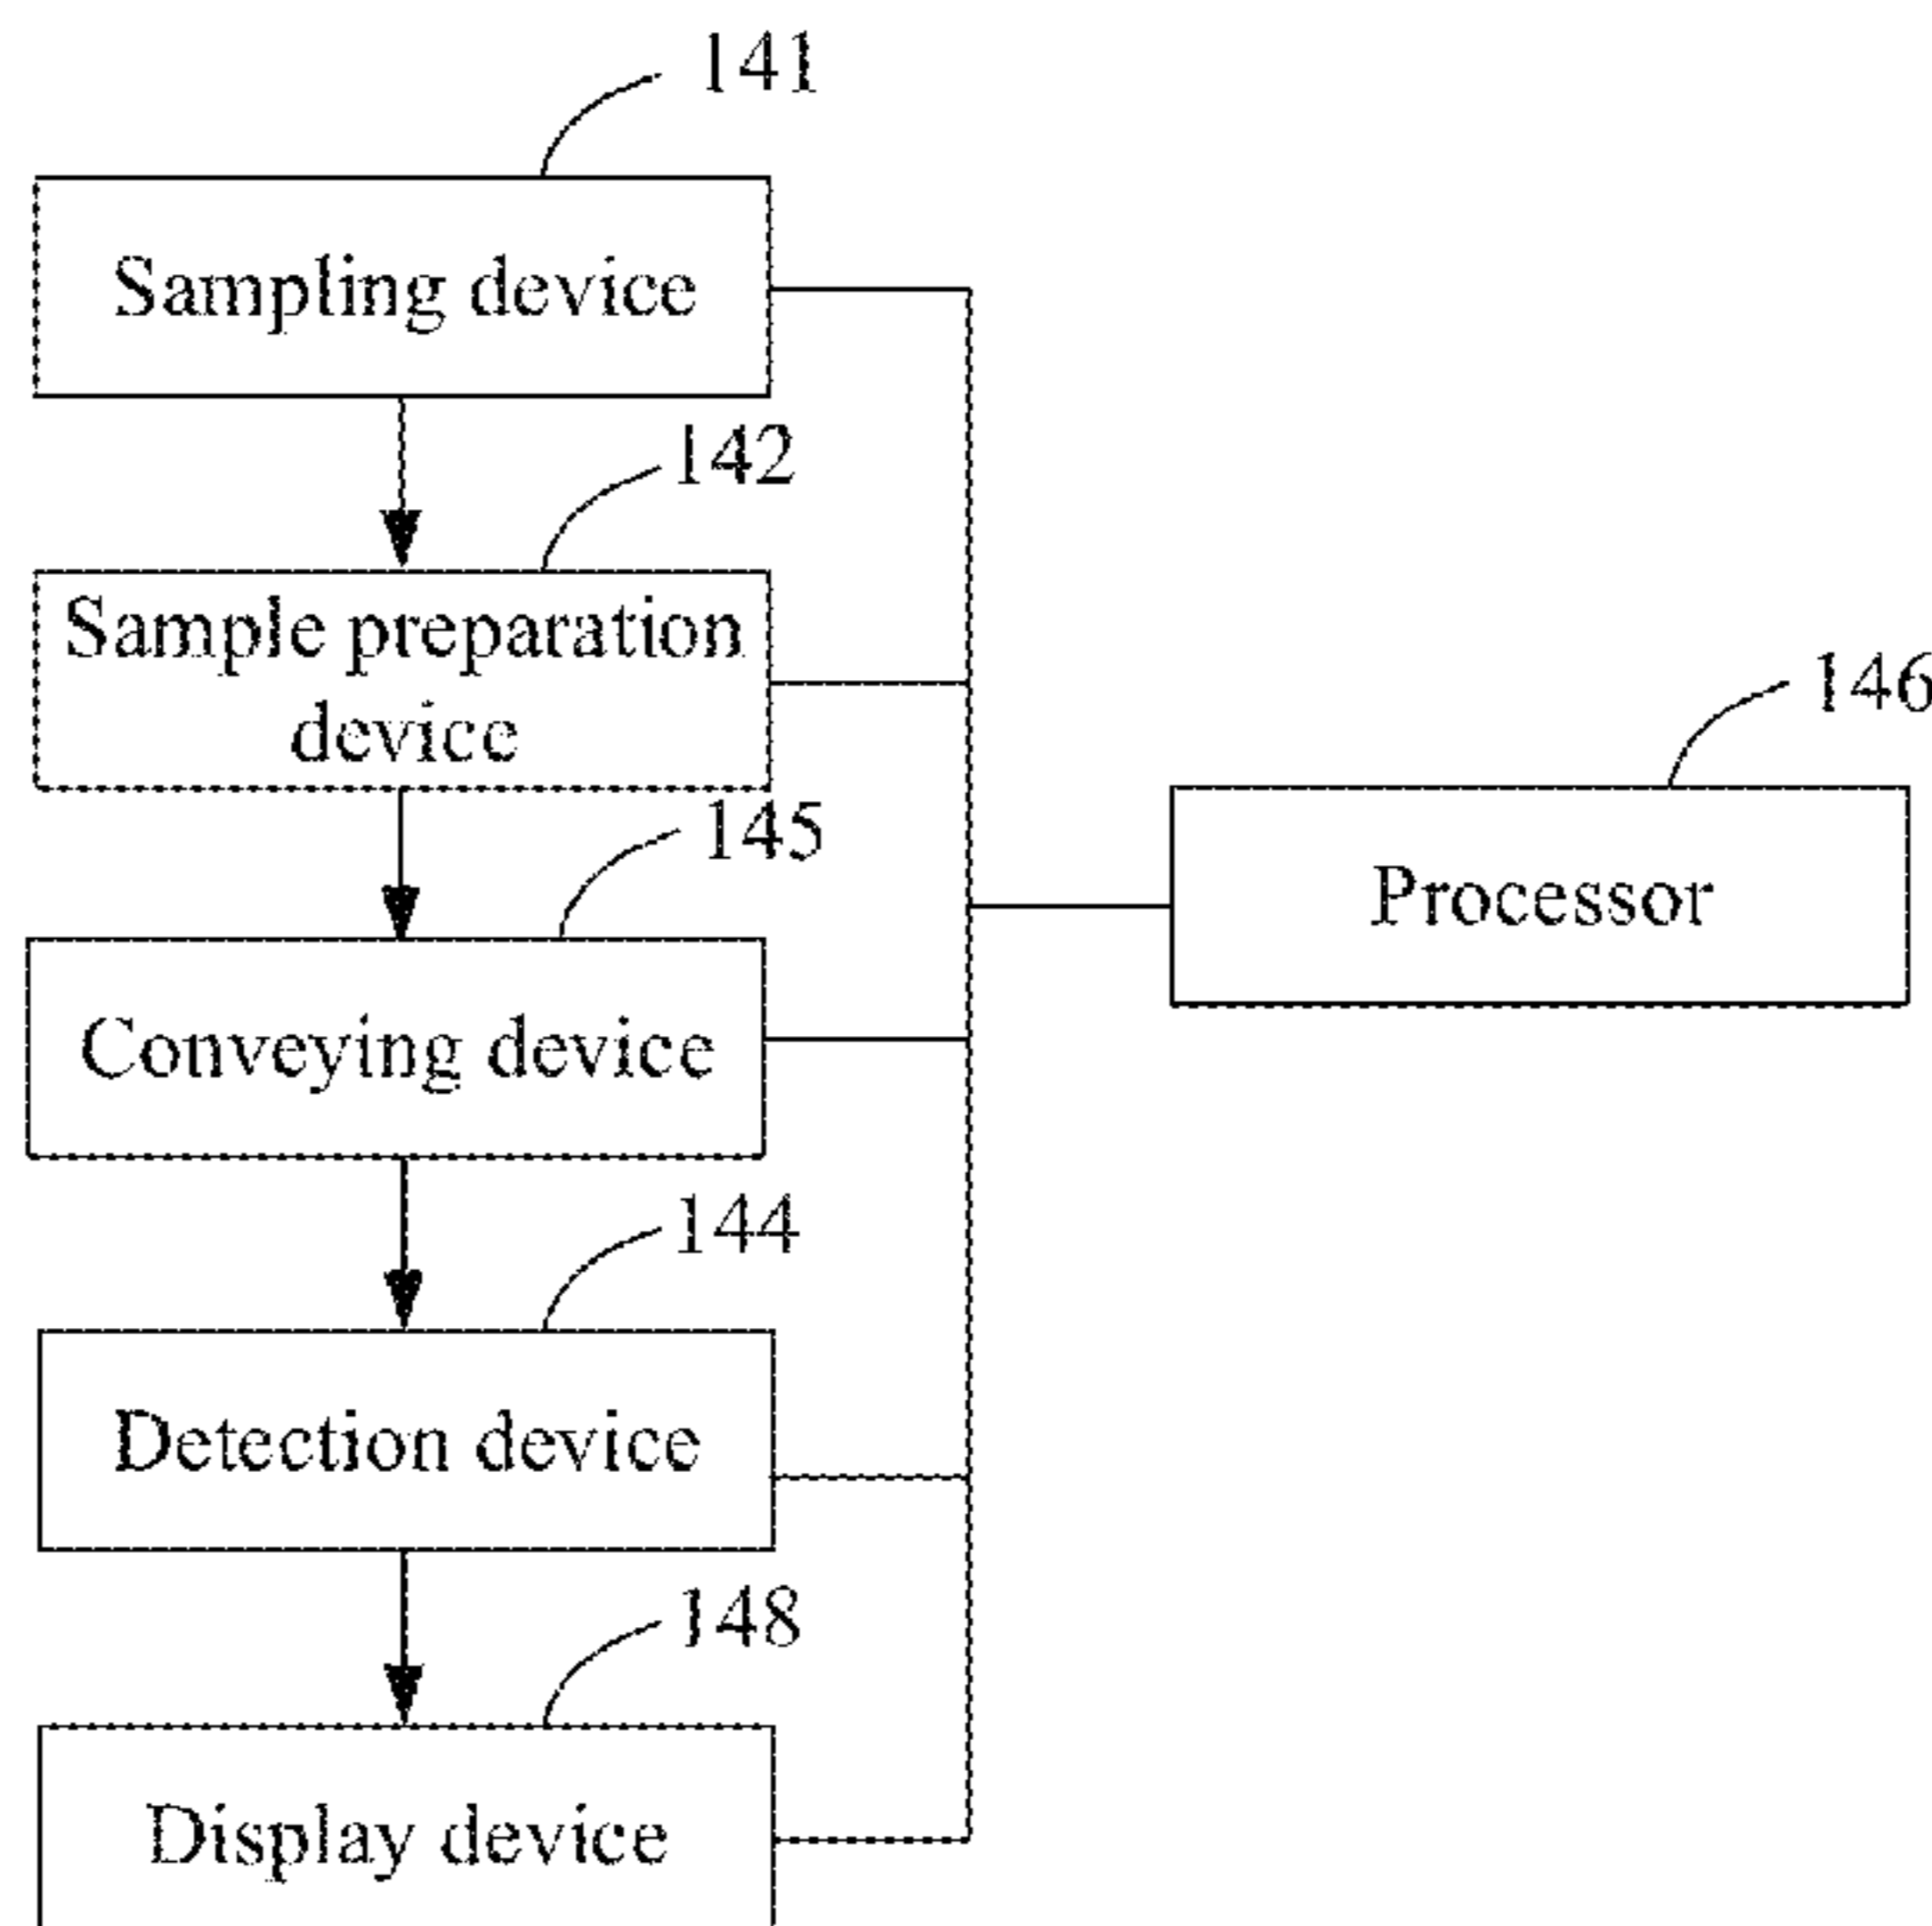 141
Sampling device
142
Sample preparation
device
146
145
Processor
Conveying device
144
Detection device
148
Display device